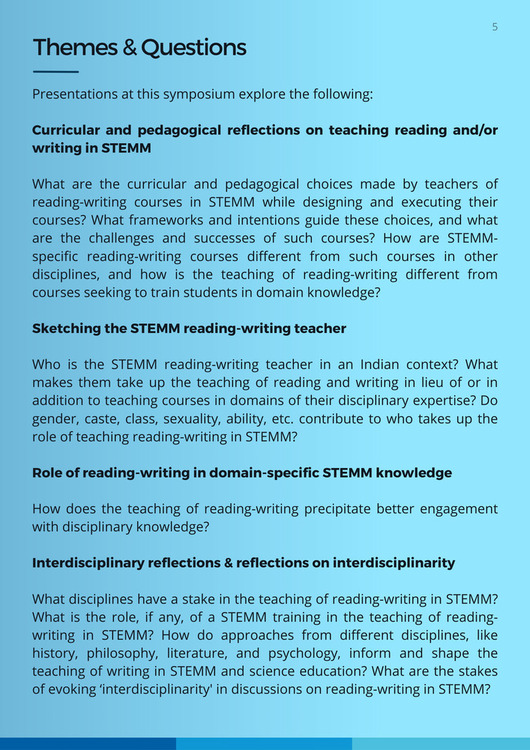 5
Themes & Questions
Presentations at this symposium explore the following:
Curricular and pedagogical reflections on teaching reading and/or
writing in STEMM
What are the curricular and pedagogical choices made by teachers of
reading-writing courses in STEMM while designing and executing their
courses? What frameworks and intentions guide these choices, and what
are the challenges and successes of such courses? How are STEMM-
specific reading-writing courses different from such courses in other
disciplines, and how is the teaching of reading-writing different from
courses seeking to train students in domain knowledge?
Sketching the STEMM reading-writing teacher
Who is the STEMM reading-writing teacher in an Indian context? What
makes them take up the teaching of reading and writing in lieu of or in
addition to teaching courses in domains of their disciplinary expertise? Do
gender, caste, class, sexuality, ability, etc. contribute to who takes up the
role of teaching reading-writing in STEMM?
Role of reading-writing in domain-specific STEMM knowledge
How does the teaching of reading-writing precipitate better engagement
with disciplinary knowledge?
Interdisciplinary reflections & reflections on interdisciplinarity
What disciplines have a stake in the teaching of reading-writing in STEMM?
What is the role, if any, of a STEMM training in the teaching of reading-
writing in STEMM? How do approaches from different disciplines, like
history, philosophy, literature, and psychology, inform and shape the
teaching of writing in STEMM and science education? What are the stakes
of evoking ‘interdisciplinarity' in discussions on reading-writing in STEMM?